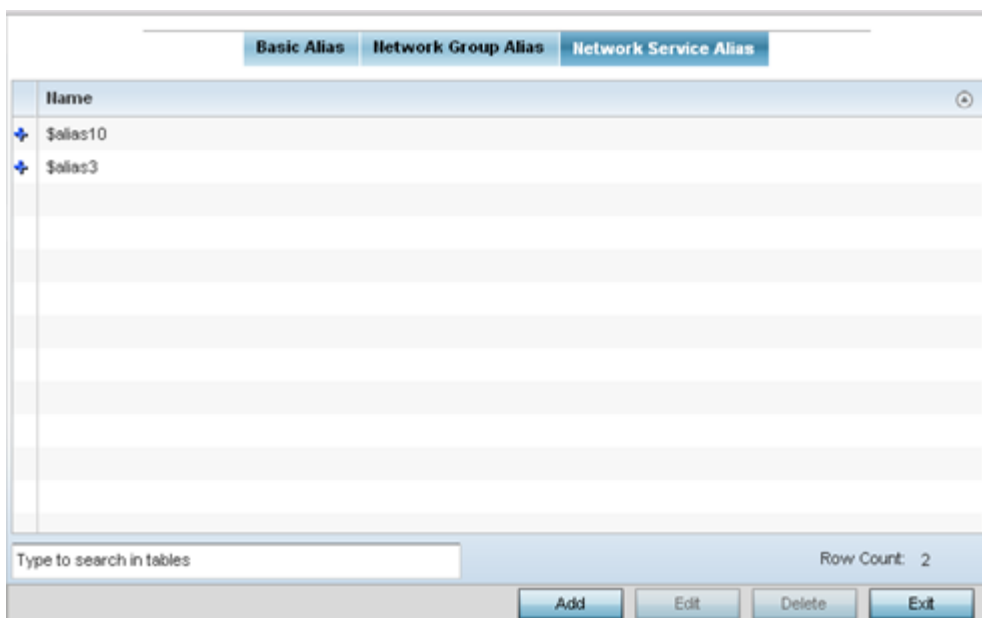 Basic Alias Network Group Alias Network Service Alias
Name
$alias10
$alias3
Type to search in tables Row Count: 2
Add Edit Delete Exit